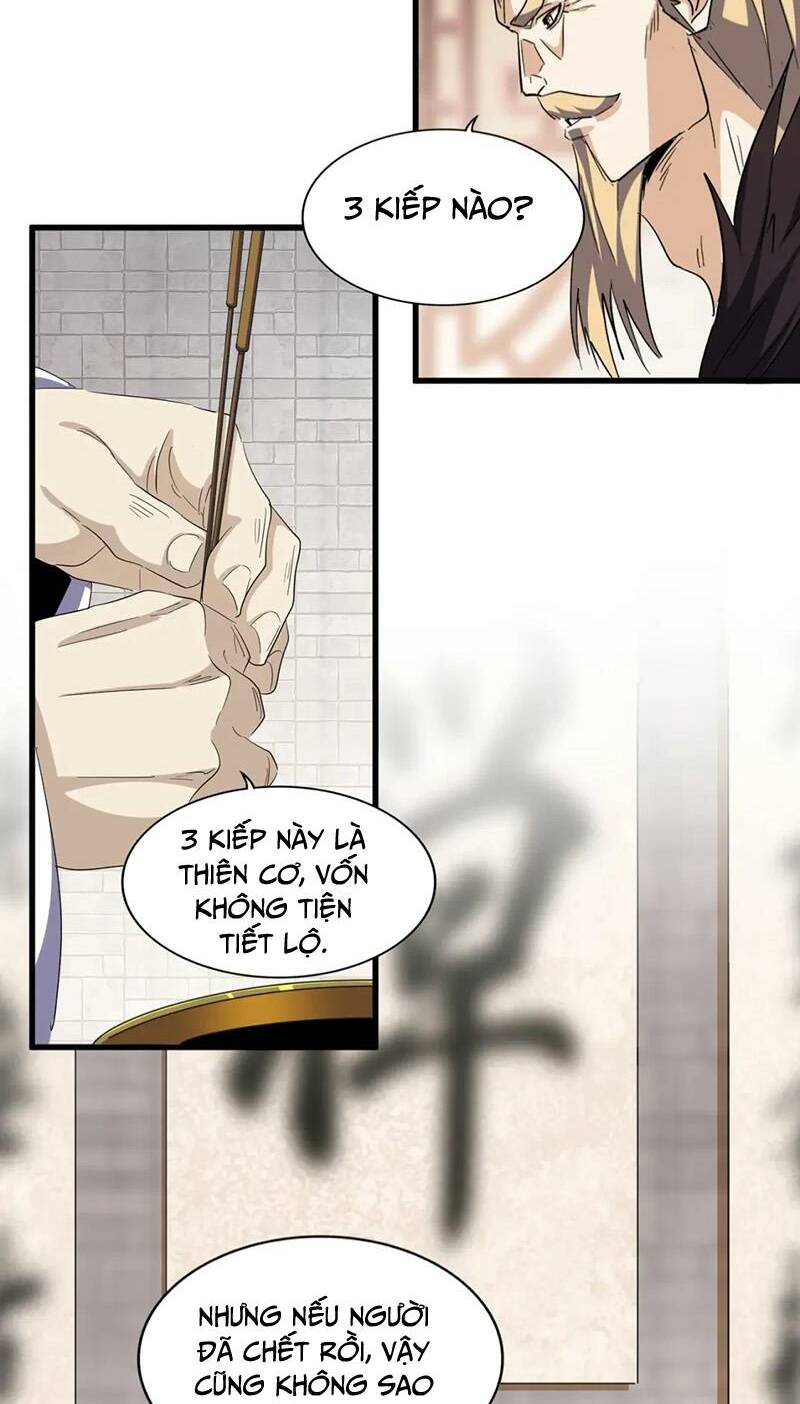 3 KIẾP NÀO?
3 KIẾP NÀY LÀ
THIÊN CƠ, VỐN
KHÔNG TIỆN
TIẾT LỘ.
NHƯNG NẾU NGƯƠI
ĐÃ CHẾT RỒI, VẬY
CŨNG KHÔNG SAO